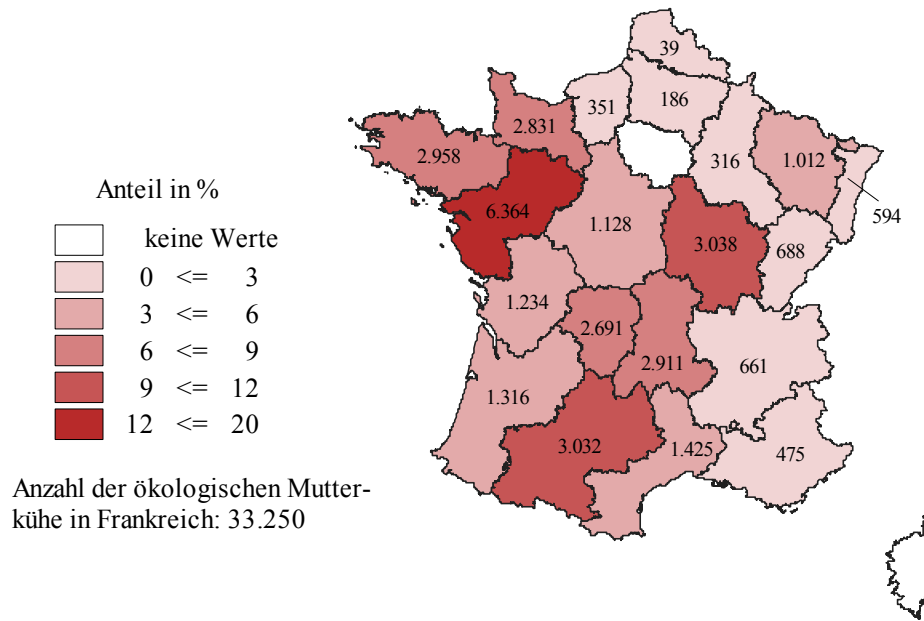 39
351
186
2.831
2.958
316
1.012
594
Anteil in %
keine Werte
0 <= 3
3 <= 6
6 <= 9
9 <= 12
12 <= 20
6.364
1.128
3.038
688
1.234
2.691
2.911
661
1.316
3.032
1.425
475
Anzahl der ökologischen Mutter-
kühe in Frankreich: 33.250